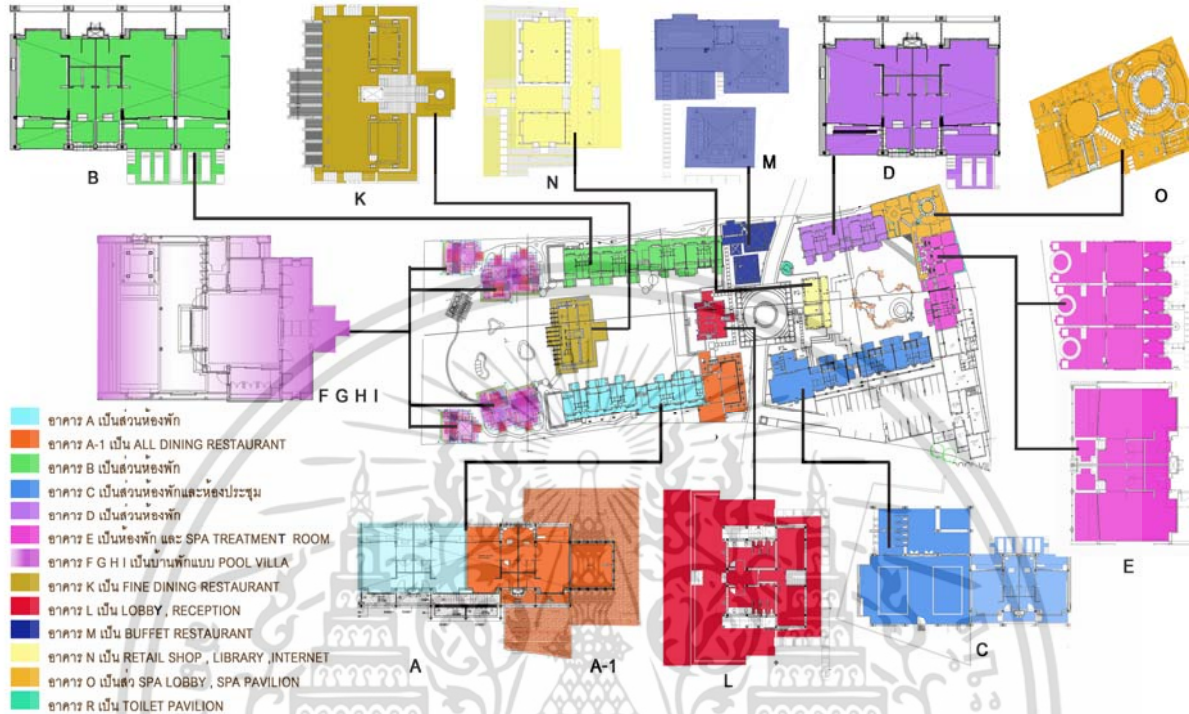 B
K
N
M
D
O
F G H I
อาคาร A เป็นส่วนห้องพัก
อาคาร A-1 เป็น ALL DINING RESTAURANT
อาคาร B เป็นส่วนห้องพัก
อาคาร C เป็นส่วนห้องพักและห้องประชุม
อาคาร D เป็นส่วนห้องพัก
อาคาร E เป็นห้องพัก และ SPA TREATMENT ROOM
อาคาร F G H I เป็นบ้านพักแบบ POOL VILLA
อาคาร K เป็น FINE DINING RESTAURANT
อาคาร L เป็น LOBBY , RECEPTION
อาคาร M เป็น BUFFET RESTAURANT
อาคาร N เป็น RETAIL SHOP , LIBRARY ,INTERNET
อาคาร O เป็นสว SPA LOBBY , SPA PAVILION
อาคาร R เป็น TOILET PAVILION
A
A-1
L
C
E